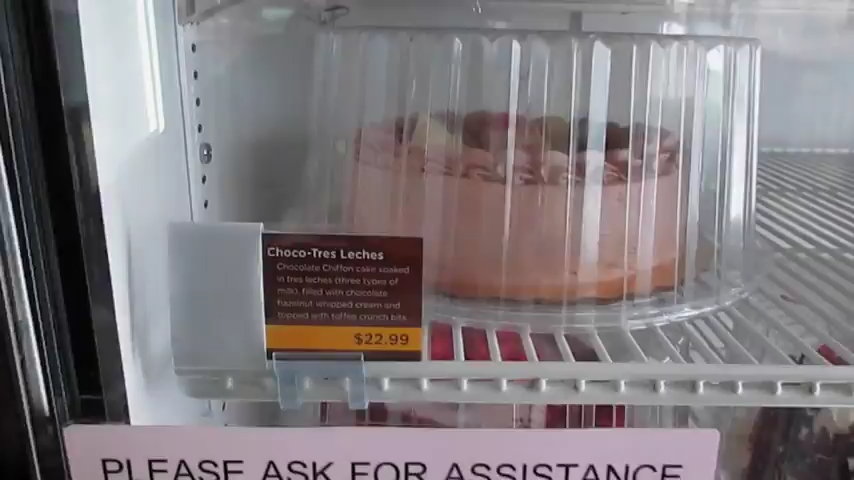 Choco-Tres Leches
Chocolate Chiffon cake soaked
in tres leches (three types of
milk), filled with chocolate
hazelnut whipped cream and
topped with toffee crunch bits
$22.99
PLEASE ASK FOR ASSISTANCE